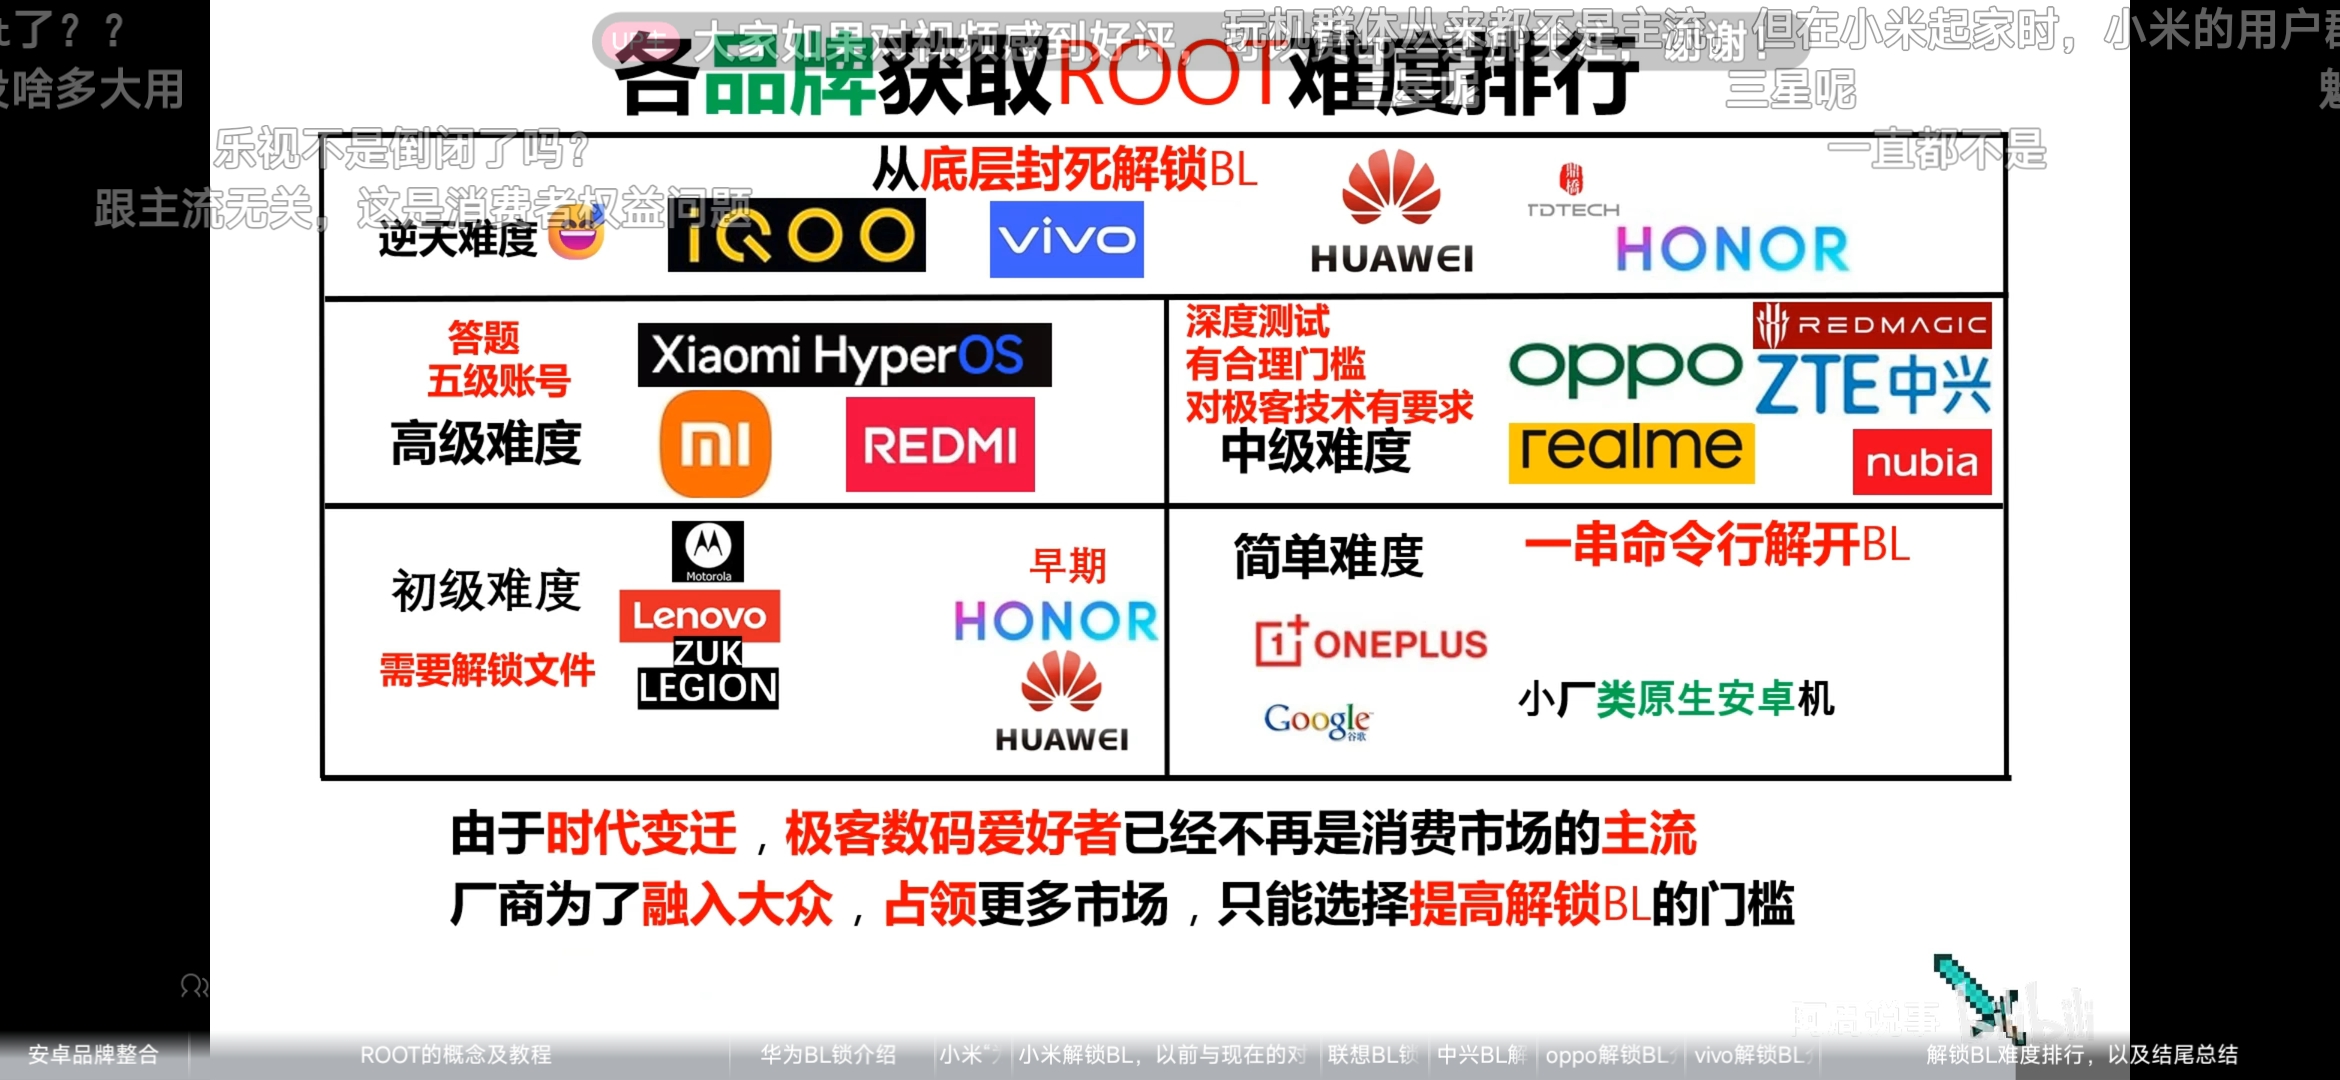 t了？？
大家如果对视频感到好评，
玩机群体从来都不是主流，但在小米起家时，小米的用户群
谢谢！
各品牌获取ROOT难度排行
啥多大用
三星呢
三星呢
乐视不是倒闭了吗？
一直都不是
跟主流无关，这是消费者权益问题
从底层封死解锁BL
逆天难度
iQOO
vivo
HUAWEI
鼎桥
TDTECH
HONOR
答题
五级账号
高级难度
Xiaomi HyperOS
mi
REDMI
深度测试
有合理门槛
对极客技术有要求
中级难度
oppo
REDMAGIC
ZTE中兴
realme
nubia
初级难度
需要解锁文件
Motorola
Lenovo
ZUK
LEGION
早期
HONOR
HUAWEI
简单难度
一串命令行解开BL
1+ ONEPLUS
Google
谷歌
小厂类原生安卓机
由于时代变迁，极客数码爱好者已经不再是消费市场的主流
厂商为了融入大众，占领更多市场，只能选择提高解锁BL的门槛
安卓品牌整合
ROOT的概念及教程
华为BL锁介绍
小米“
小米解锁BL，以前与现在的对
联想BL锁
中兴BL解
oppo解锁BL
vivo解锁BL
解锁BL难度排行，以及结尾总结